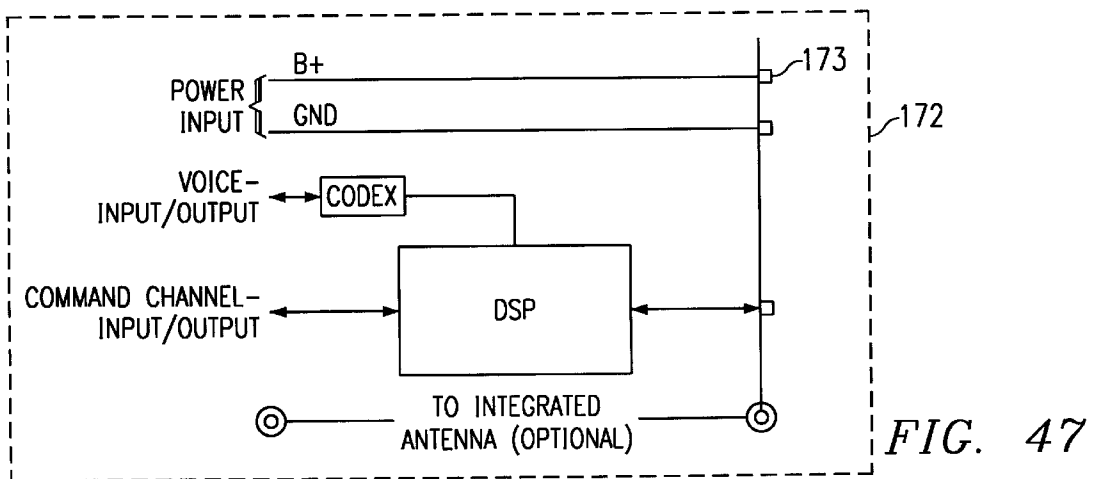 B+
173
POWER
INPUT
GND
172
VOICE-
INPUT/OUTPUT
CODEX
COMMAND CHANNEL-
INPUT/OUTPUT
DSP
TO INTEGRATED
ANTENNA (OPTIONAL)
FIG. 47